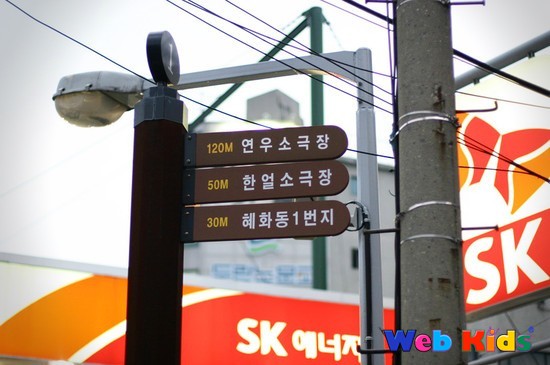 120M 연우소극장
50M 한얼소극장
30M 혜화동1번지
SK
SK 에너지
Web Kids